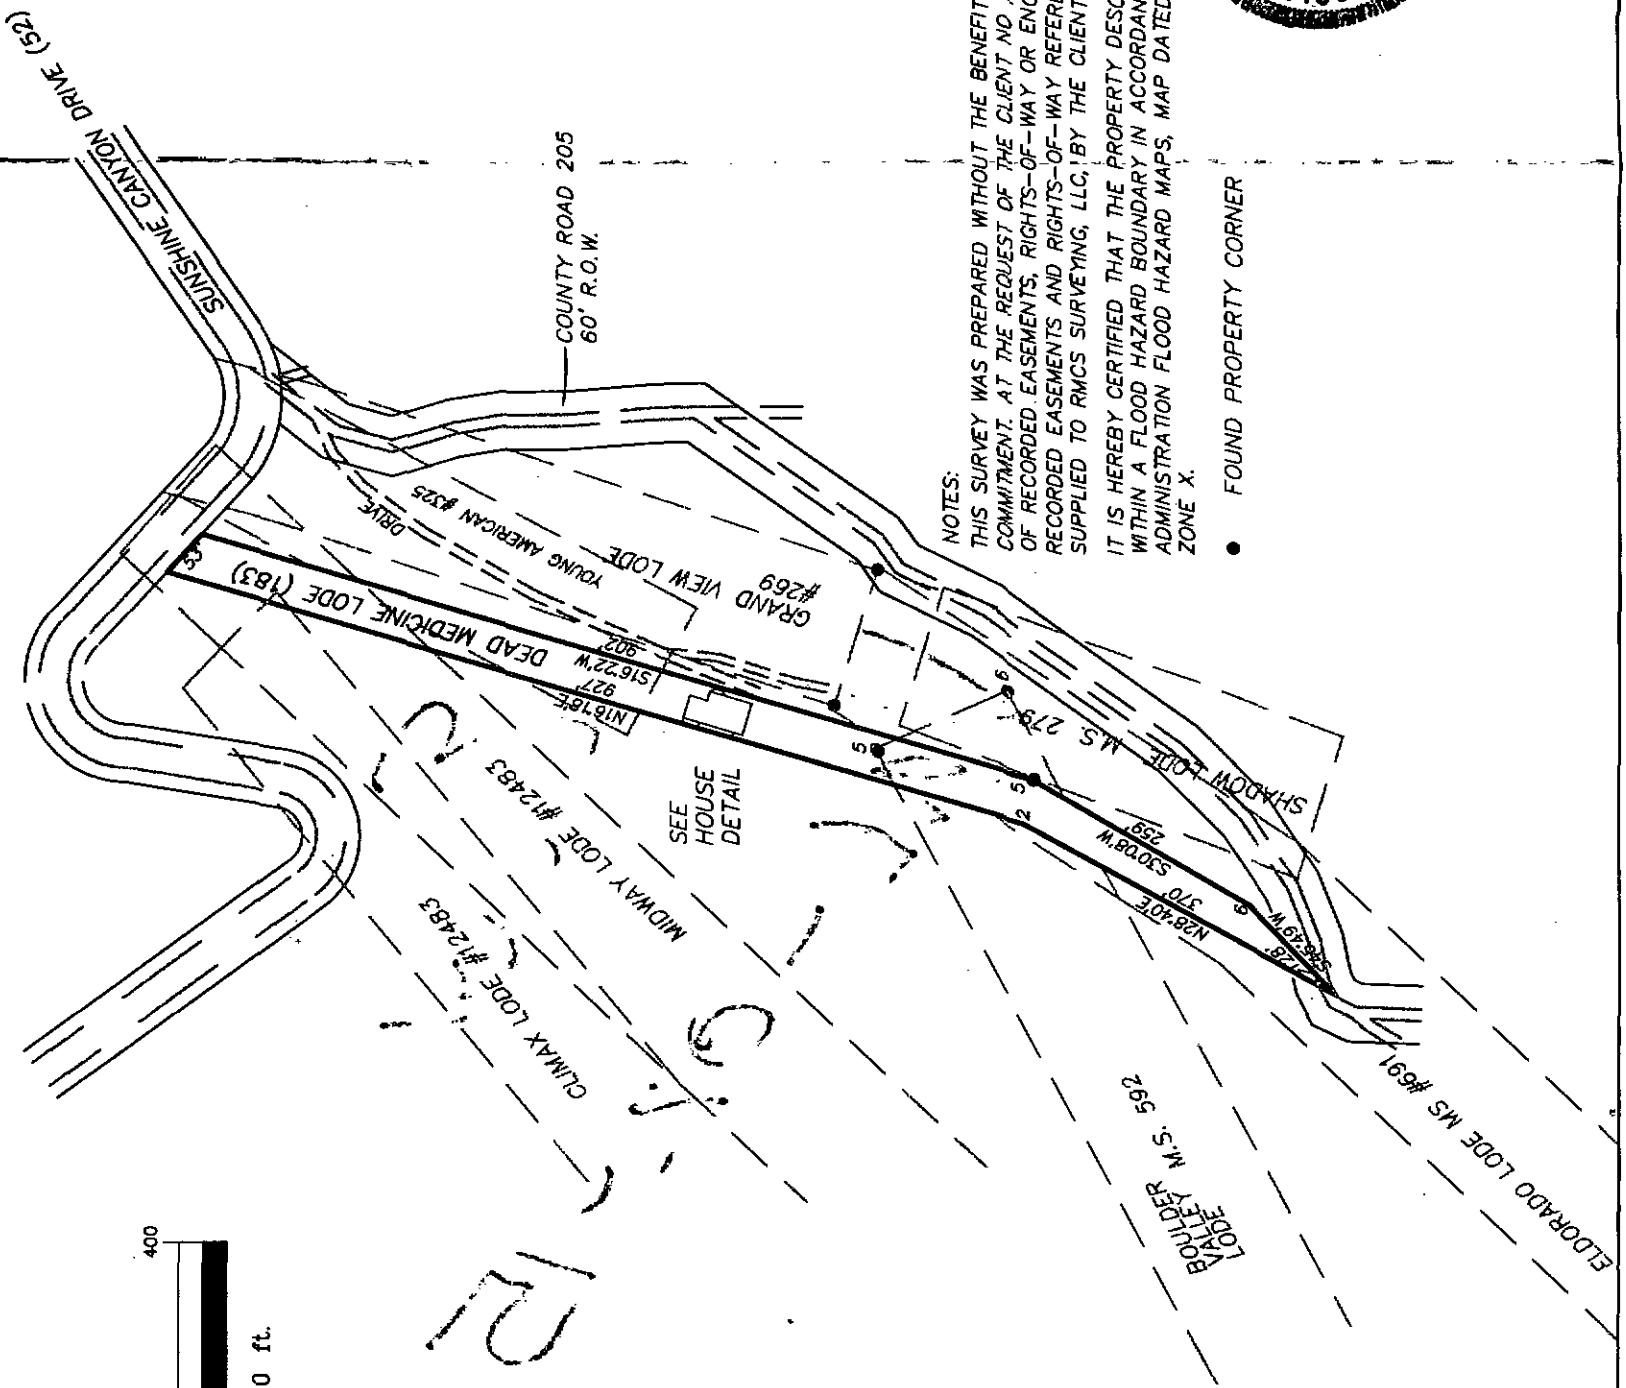 SUNSHINE CANYON DRIVE (52)
COUNTY ROAD 205
60' R.O.W.
DRIVE
YOUNG AMERICAN #325
GRAND VIEW LODE
#269
DEAD MEDICINE LODE (183)
53'
S16°22'W
902'
N16°18'E
927'
SEE
HOUSE
DETAIL
MIDWAY LODE #12483
CLIMAX LODE #12483
5
6
5
2
SHADOW LODE M.S. 279
S30°08'W
259'
N28°40'E
370'
6
S46°49'W
BOULDER
VALLEY M.S. 592
LODE
ELDORADO LODE MS #691
400
0 ft.
NOTES:
THIS SURVEY WAS PREPARED WITHOUT THE BENEFIT
COMMITMENT. AT THE REQUEST OF THE CLIENT NO
OF RECORDED EASEMENTS, RIGHTS-OF-WAY OR ENC
RECORDED EASEMENTS AND RIGHTS-OF-WAY REFERE
SUPPLIED TO RMCS SURVEYING, LLC, BY THE CLIENT
IT IS HEREBY CERTIFIED THAT THE PROPERTY DESC
WITHIN A FLOOD HAZARD BOUNDARY IN ACCORDAN
ADMINISTRATION FLOOD HAZARD MAPS, MAP DATED
ZONE X.
● FOUND PROPERTY CORNER